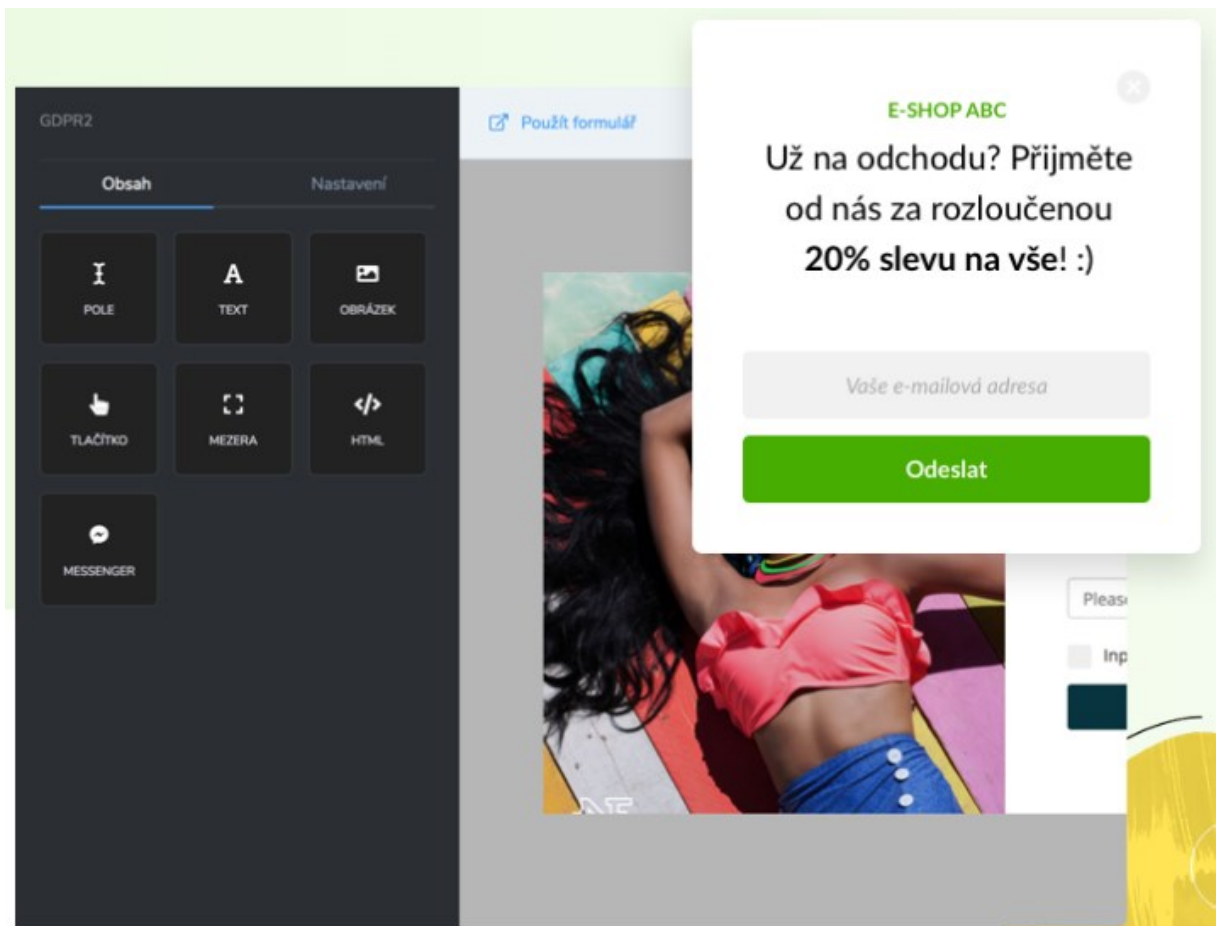 GDPR2
Obsah
Nastavení
POLE
TEXT
OBRÁZEK
TLAČÍTKO
MEZERA
HTML
MESSENGER
Použít formulář
E-SHOP ABC
Už na odchodu? Přijměte
od nás za rozloučenou
20% slevu na vše! :)
Vaše e-mailová adresa
Odeslat